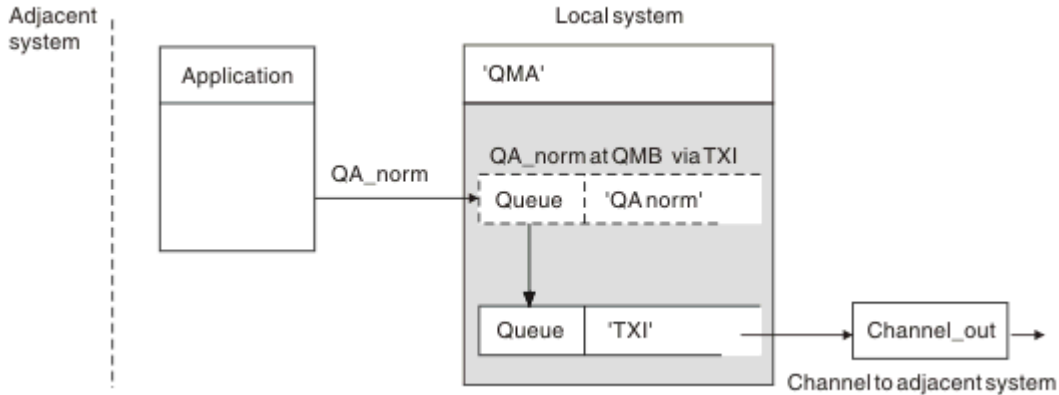 Adjacent
system
Local system
Application
'QMA'
QA_norm at QMB via TXI
QA_norm
Queue
'QA norm'
Queue
'TXI'
Channel_out
Channel to adjacent system